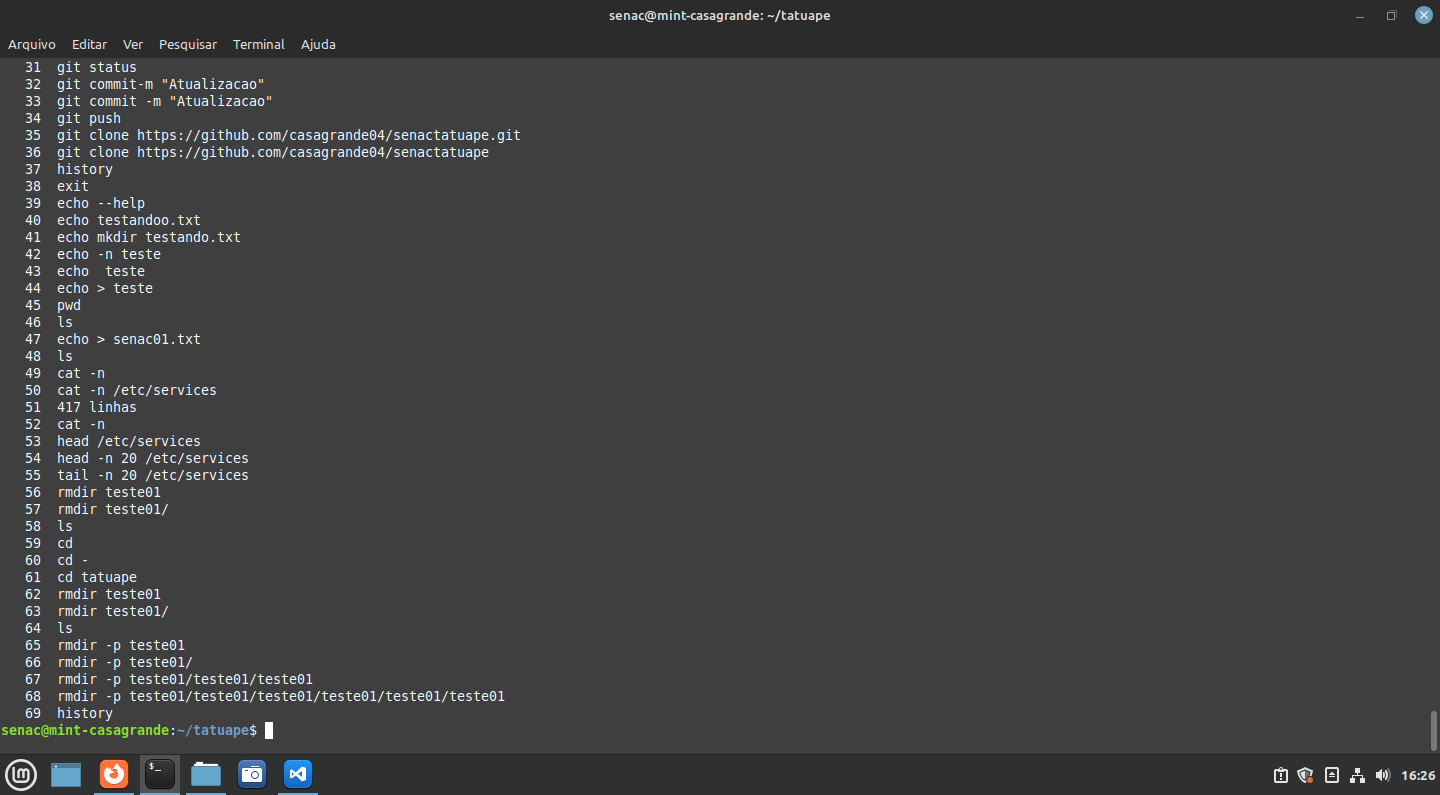 senac@mint-casagrande: ~/tatuape
Arquivo Editar Ver Pesquisar Terminal Ajuda
31 git status
32 git commit-m "Atualizacao"
33 git commit -m "Atualizacao"
34 git push
35 git clone https://github.com/casagrande04/senactatuape.git
36 git clone https://github.com/casagrande04/senactatuape
37 history
38 exit
39 echo --help
40 echo testandoo.txt
41 echo mkdir testando.txt
42 echo -n teste
43 echo  teste
44 echo > teste
45 pwd
46 ls
47 echo > senac01.txt
48 ls
49 cat -n
50 cat -n /etc/services
51 417 linhas
52 cat -n
53 head /etc/services
54 head -n 20 /etc/services
55 tail -n 20 /etc/services
56 rmdir teste01
57 rmdir teste01/
58 ls
59 cd
60 cd -
61 cd tatuape
62 rmdir teste01
63 rmdir teste01/
64 ls
65 rmdir -p teste01
66 rmdir -p teste01/
67 rmdir -p teste01/teste01/teste01
68 rmdir -p teste01/teste01/teste01/teste01/teste01/teste01
69 history
senac@mint-casagrande:~/tatuape$
$_
16:26